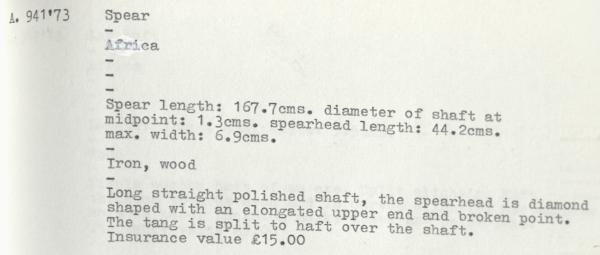 A. 941'73 Spear
-
Africa
-
-
-
Spear length: 167.7cms. diameter of shaft at
midpoint: 1.3cms. spearhead length: 44.2cms.
max. width: 6.9cms.
-
Iron, wood
-
Long straight polished shaft, the spearhead is diamond
shaped with an elongated upper end and broken point.
The tang is split to haft over the shaft.
Insurance value £15.00